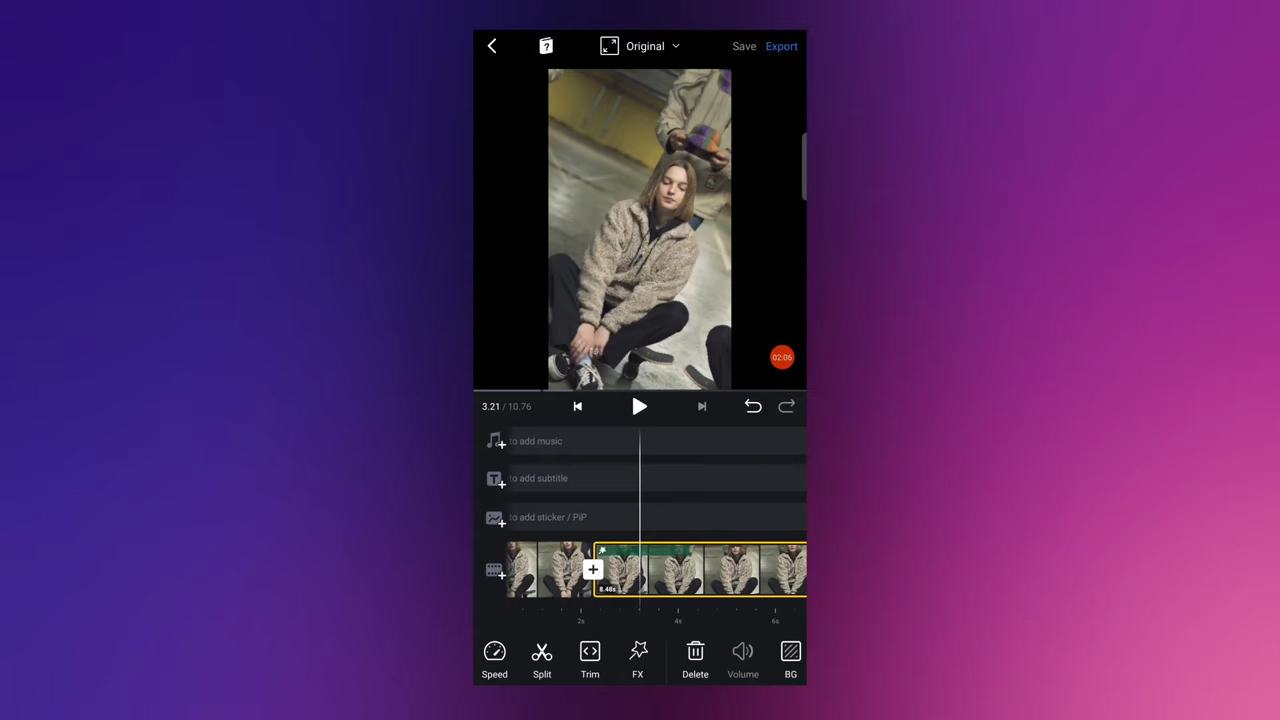 Original
Save
Export
02:06
3.21 / 10.76
to add music
to add subtitle
to add sticker / PiP
8.48s
2s
4s
6s
Speed
Split
Trim
FX
Delete
Volume
BG